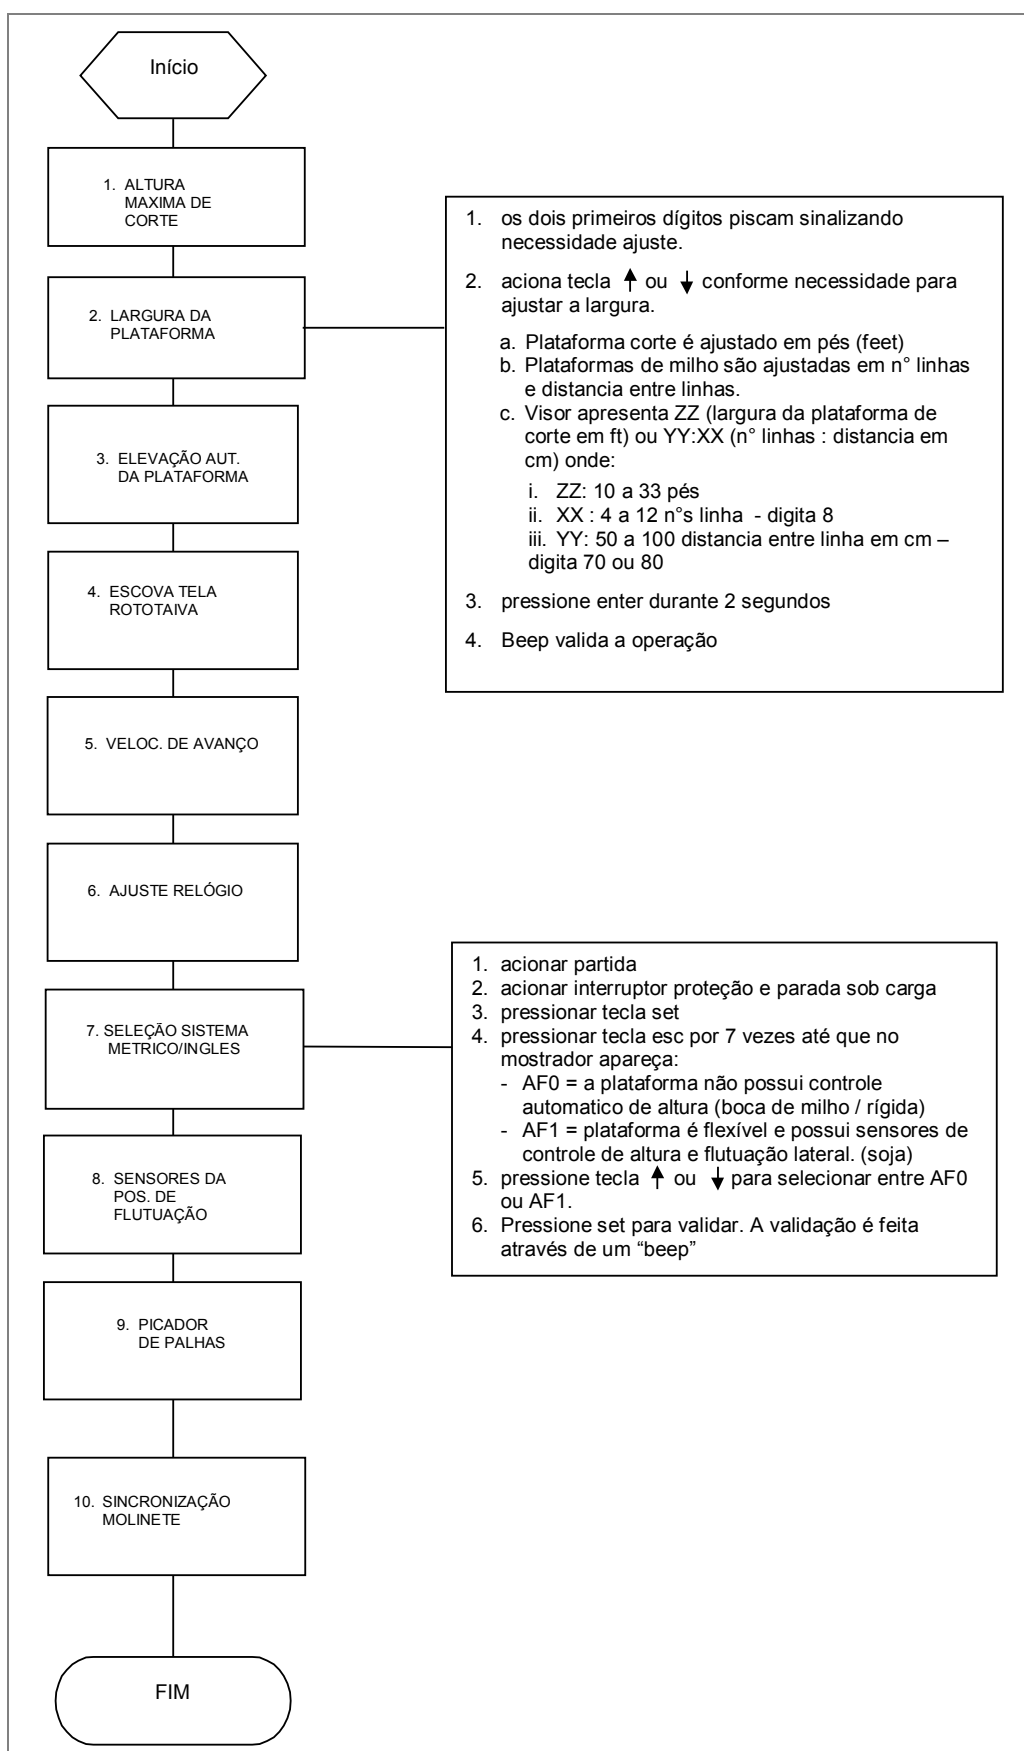 Início
1. ALTURA
MAXIMA DE
CORTE
2. LARGURA DA
PLATAFORMA
1. os dois primeiros dígitos piscam sinalizando
necessidade ajuste.
2. aciona tecla ↑ ou ↓ conforme necessidade para
ajustar a largura.
a. Plataforma corte é ajustado em pés (feet)
b. Plataformas de milho são ajustadas em n° linhas
e distancia entre linhas.
c. Visor apresenta ZZ (largura da plataforma de
corte em ft) ou YY:XX (n° linhas : distancia em
cm) onde:
i. ZZ: 10 a 33 pés
ii. XX : 4 a 12 n°s linha - digita 8
iii. YY: 50 a 100 distancia entre linha em cm –
digita 70 ou 80
3. pressione enter durante 2 segundos
4. Beep valida a operação
3. ELEVAÇÃO AUT.
DA PLATAFORMA
4. ESCOVA TELA
ROTOTAIVA
5. VELOC. DE AVANÇO
6. AJUSTE RELÓGIO
7. SELEÇÃO SISTEMA
METRICO/INGLES
1. acionar partida
2. acionar interruptor proteção e parada sob carga
3. pressionar tecla set
4. pressionar tecla esc por 7 vezes até que no
mostrador apareça:
- AF0 = a plataforma não possui controle
automatico de altura (boca de milho / rígida)
- AF1 = plataforma é flexível e possui sensores de
controle de altura e flutuação lateral. (soja)
5. pressione tecla ↑ ou ↓ para selecionar entre AF0
ou AF1.
6. Pressione set para validar. A validação é feita
através de um “beep”
8. SENSORES DA
POS. DE
FLUTUAÇÃO
9. PICADOR
DE PALHAS
10. SINCRONIZAÇÃO
MOLINETE
FIM